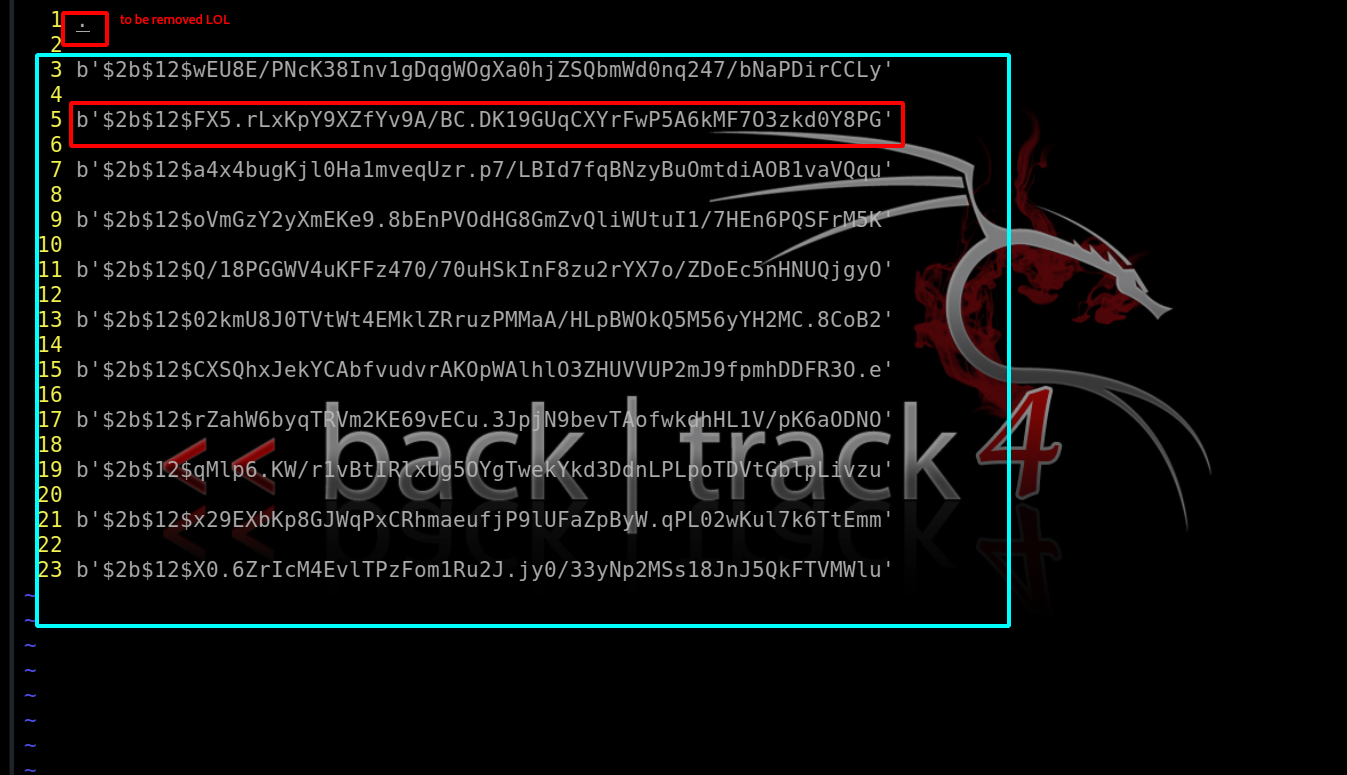 1 . to be removed LOL
2
3 b'$2b$12$wEU8E/PNcK38Inv1gDqgWOgXa0hjZSQbmWd0nq247/bNaPDirCCLy'
4
5 b'$2b$12$FX5.rLxKpY9XZfYv9A/BC.DK19GUqCXYrFwP5A6kMF7O3zkd0Y8PG'
6
7 b'$2b$12$a4x4bugKjl0Ha1mveqUzr.p7/LBId7fqBNzyBuOmtdiAOB1vaVQqu'
8
9 b'$2b$12$oVmGzY2yXmEKe9.8bEnPVOdHG8GmZvQliWUtuI1/7HEn6PQSFrM5K'
10
11 b'$2b$12$Q/18PGGWV4uKFFz470/70uHSkInF8zu2rYX7o/ZDoEc5nHNUQjgyO'
12
13 b'$2b$12$02kmU8J0TVtWt4EMklZRruzPMMaA/HLpBWOkQ5M56yYH2MC.8CoB2'
14
15 b'$2b$12$CXSQhxJekYCAbfvudvrAKOpWAlhlO3ZHUVVUP2mJ9fpmhDDFR3O.e'
16
17 b'$2b$12$rZahW6byqTRVm2KE69vECu.3JpjN9bevTAofwkdhHL1V/pK6aODNO'
18
19 b'$2b$12$qMlp6.KW/r1vBtIRlxUg5OYgTwekYkd3DdnLPLpoTDVtGblpLivzu'
20
21 b'$2b$12$x29EXbKp8GJWqPxCRhmaeufjP9lUFaZpByW.qPL02wKul7k6TtEmm'
22
23 b'$2b$12$X0.6ZrIcM4EvlTPzFom1Ru2J.jy0/33yNp2MSs18JnJ5QkFTVMWlu'
~
~
~
~
~
~
~
~
<< back | track 4